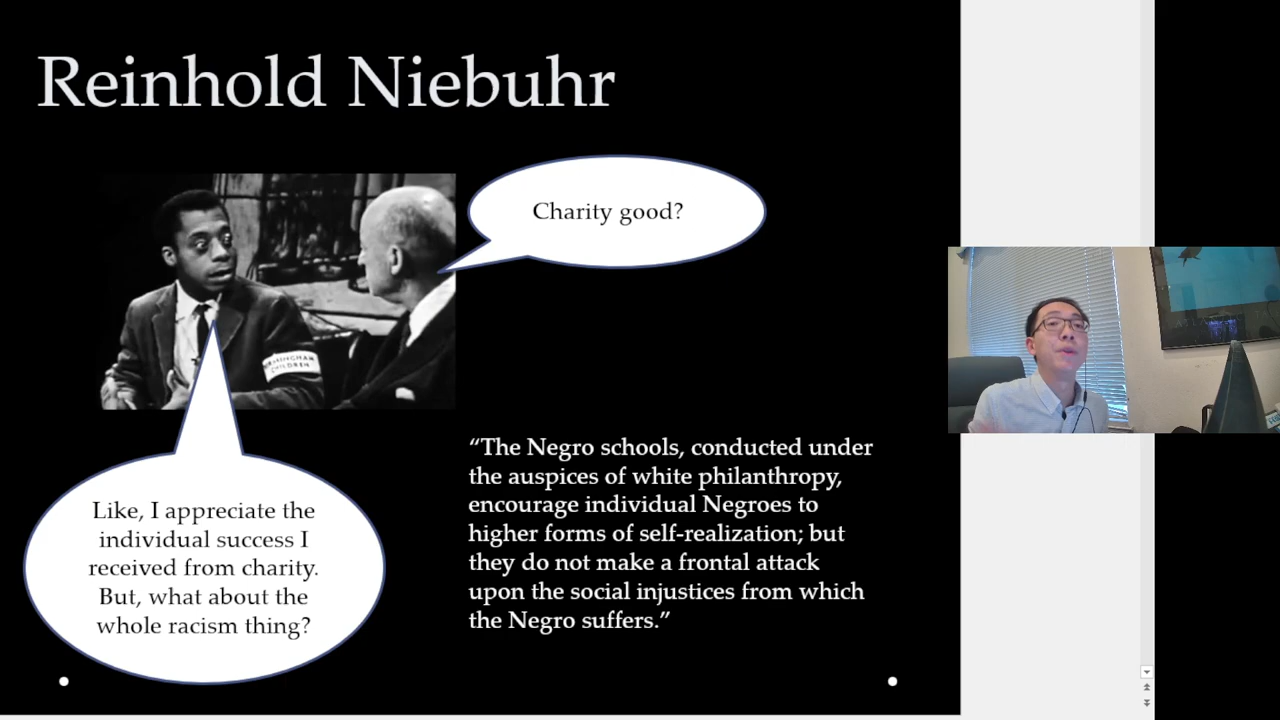 Reinhold Niebuhr
Charity good?
BIRMINGHAM
CHILDREN
Like, I appreciate the
individual success I
received from charity.
But, what about the
whole racism thing?
“The Negro schools, conducted under
the auspices of white philanthropy,
encourage individual Negroes to
higher forms of self-realization; but
they do not make a frontal attack
upon the social injustices from which
the Negro suffers.”